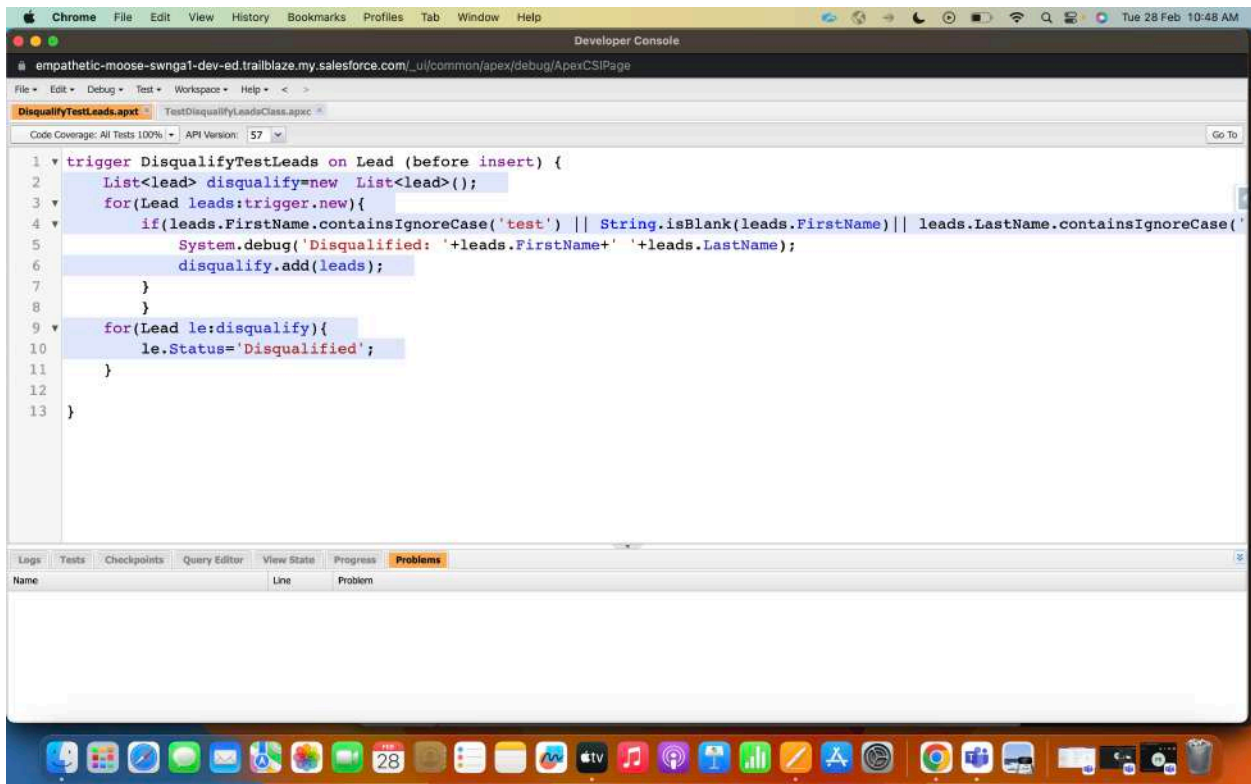 Chrome File Edit View History Bookmarks Profiles Tab Window Help Tue 28 Feb 10:48 AM
Developer Console
empathetic-moose-swnga1-dev-ed.trailblaze.my.salesforce.com/_ui/common/apex/debug/ApexCSIPage
File Edit Debug Test Workspace Help < >
DisqualifyTestLeads.apxt TestDisqualifyLeadsClass.apxc
Code Coverage: All Tests 100% API Version: 57 Go To
1 trigger DisqualifyTestLeads on Lead (before insert) {
2 List<lead> disqualify=new List<lead>();
3 for(Lead leads:trigger.new){
4 if(leads.FirstName.containsIgnoreCase('test') || String.isBlank(leads.FirstName)|| leads.LastName.containsIgnoreCase('
5 System.debug('Disqualified: '+leads.FirstName+' '+leads.LastName);
6 disqualify.add(leads);
7 }
8 }
9 for(Lead le:disqualify){
10 le.Status='Disqualified';
11 }
12
13 }
Logs Tests Checkpoints Query Editor View State Progress Problems
Name Line Problem
FEB
28
tv